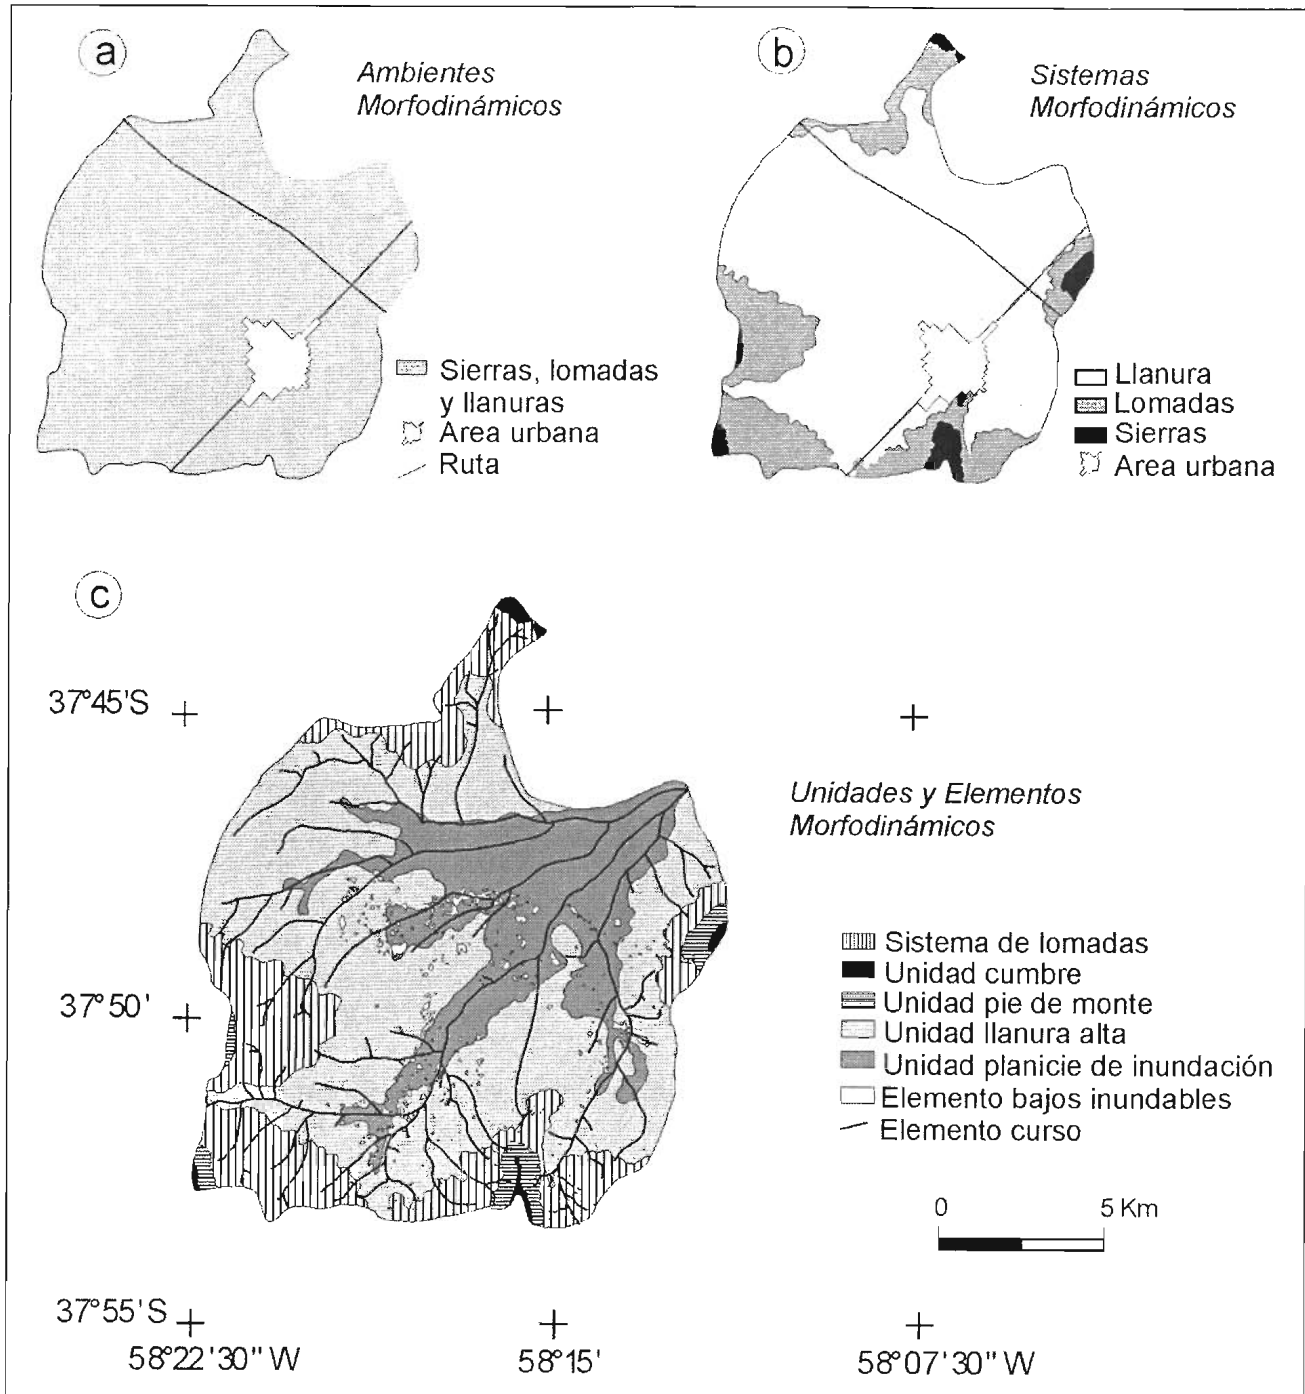 a
Ambientes
Morfodinámicos
Sierras, lomadas
y llanuras
Area urbana
Ruta
b
Sistemas
Morfodinámicos
Llanura
Lomadas
Sierras
Area urbana
c
37°45'S
Unidades y Elementos
Morfodinámicos
37°50'
Sistema de lomadas
Unidad cumbre
Unidad pie de monte
Unidad llanura alta
Unidad planicie de inundación
Elemento bajos inundables
Elemento curso
0 5 Km
37°55'S
58°22'30" W 58°15' 58°07'30" W